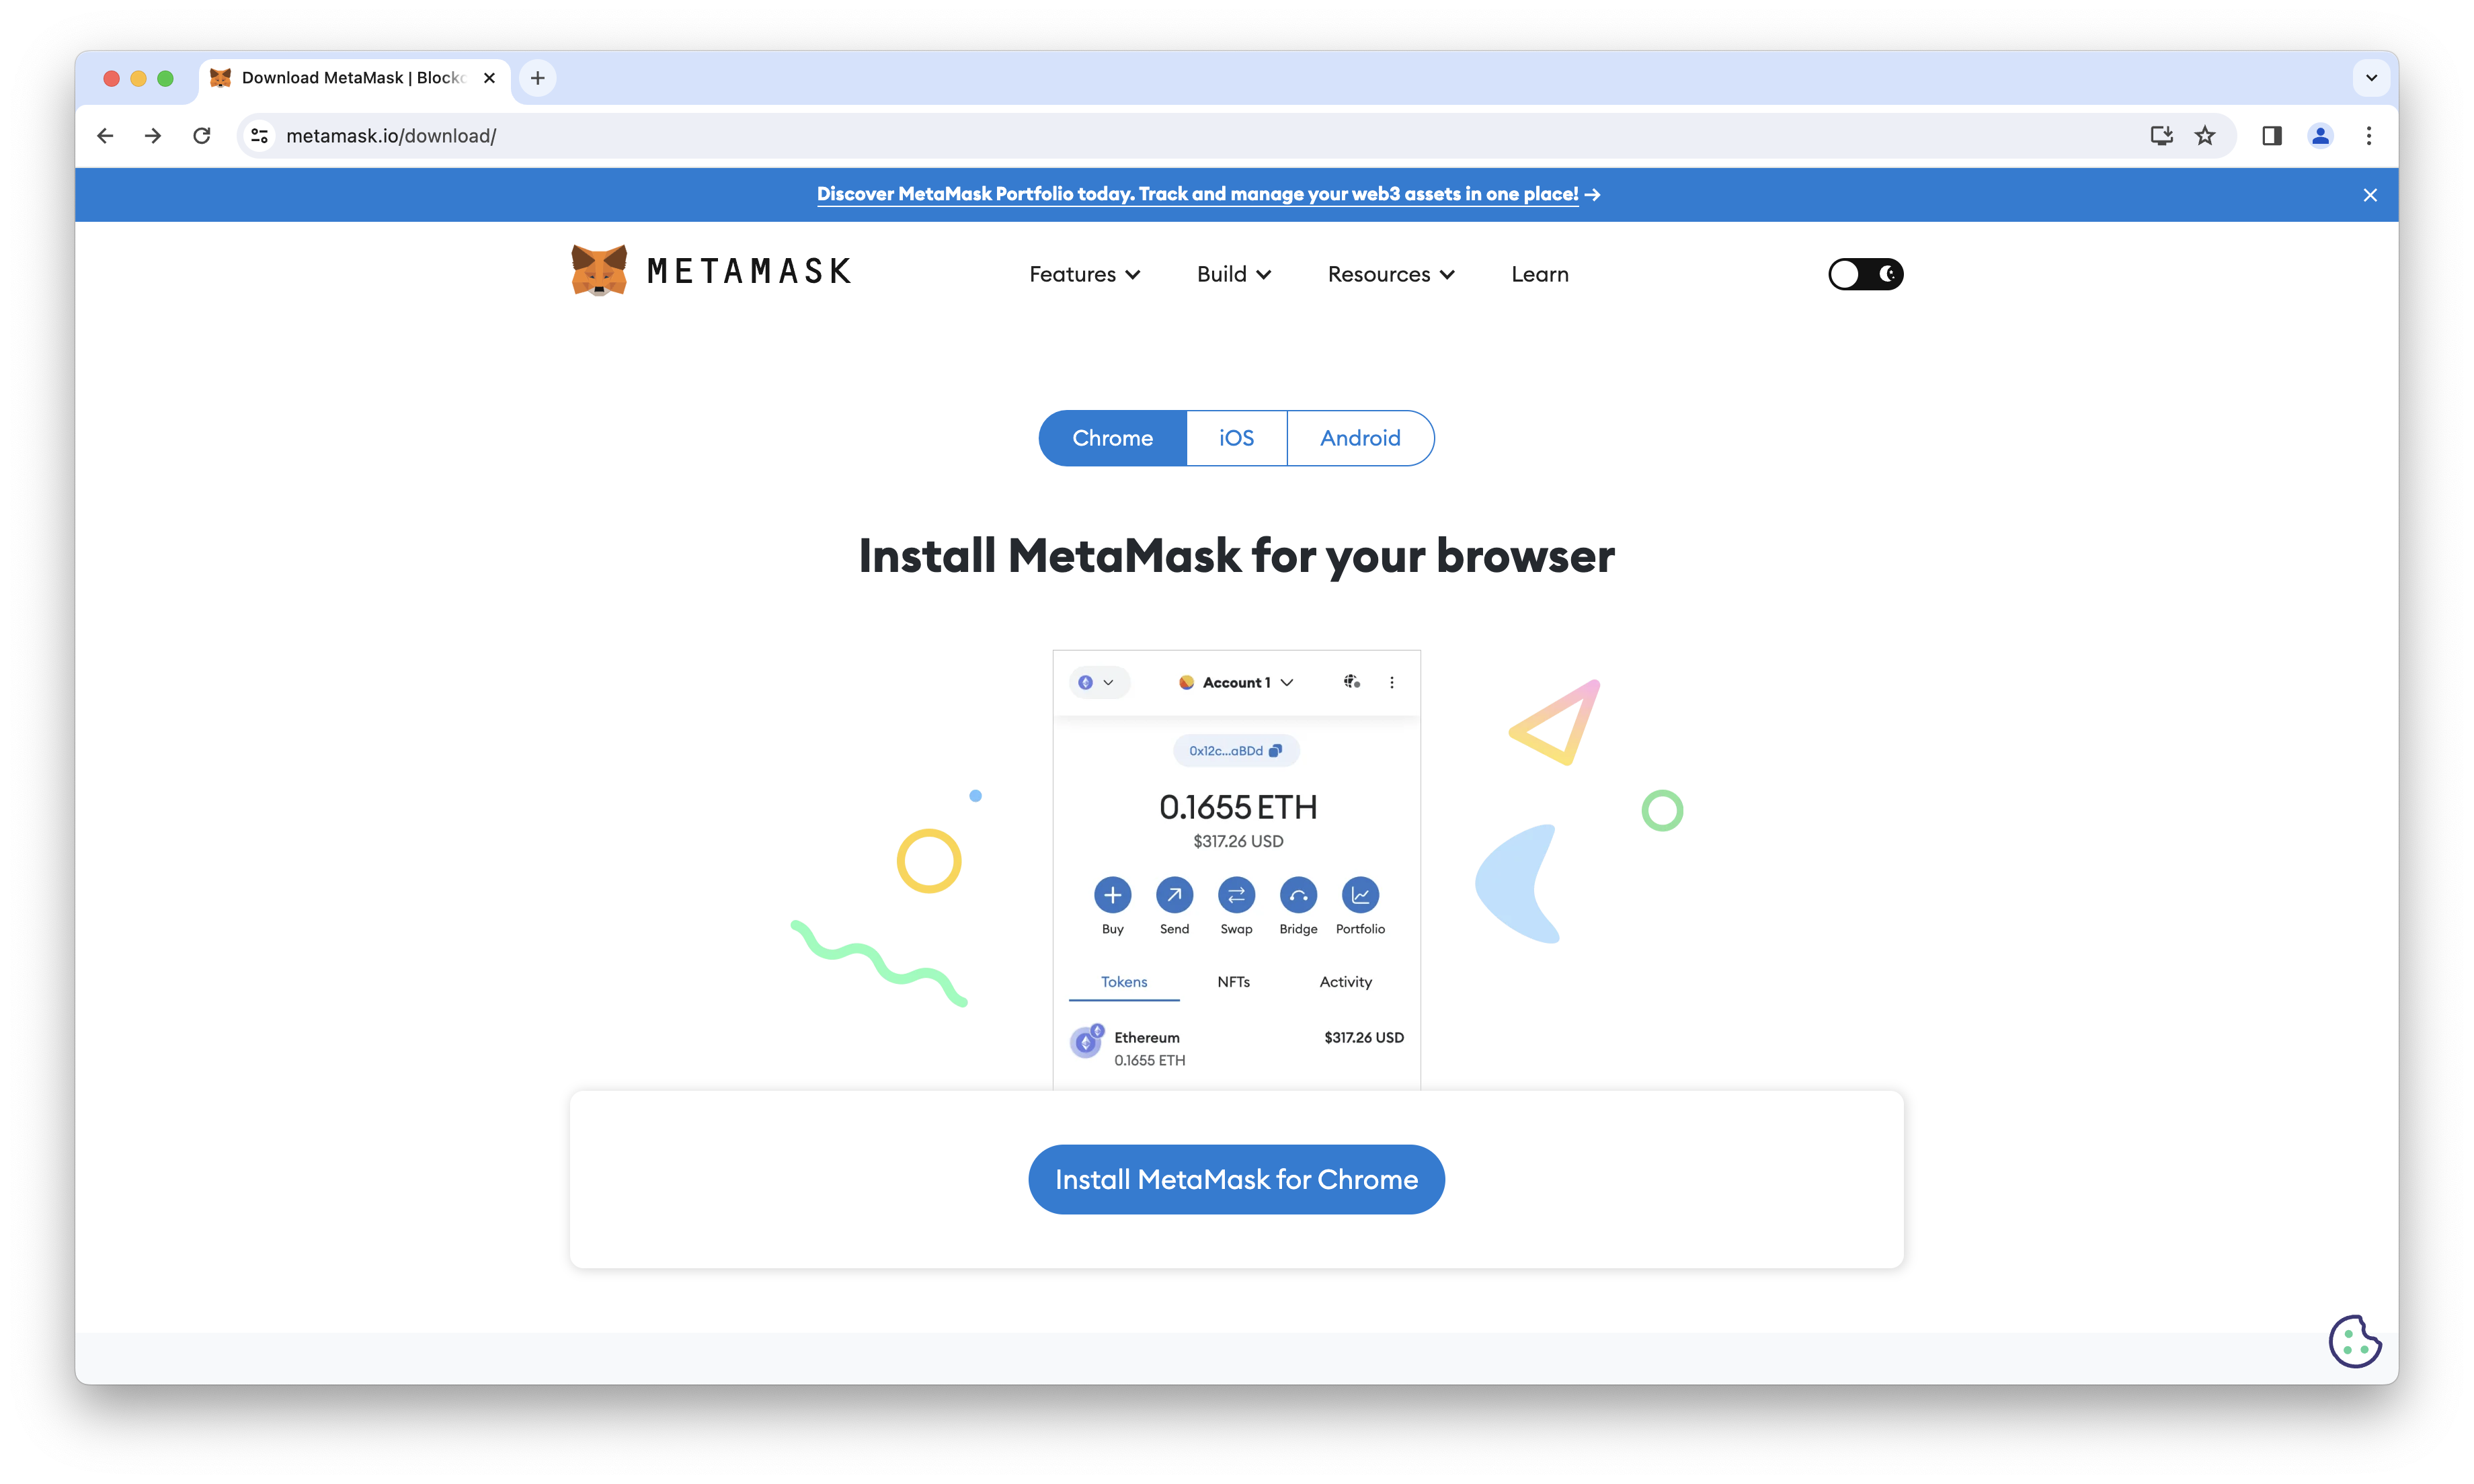 Download MetaMask | Blockc
metamask.io/download/
Discover MetaMask Portfolio today. Track and manage your web3 assets in one place! →
METAMASK
Features
Build
Resources
Learn
Chrome
iOS
Android
Install MetaMask for your browser
Account 1
0x12c...aBDd
0.1655 ETH
$317.26 USD
Buy
Send
Swap
Bridge
Portfolio
Tokens
NFTs
Activity
Ethereum
$317.26 USD
0.1655 ETH
Install MetaMask for Chrome